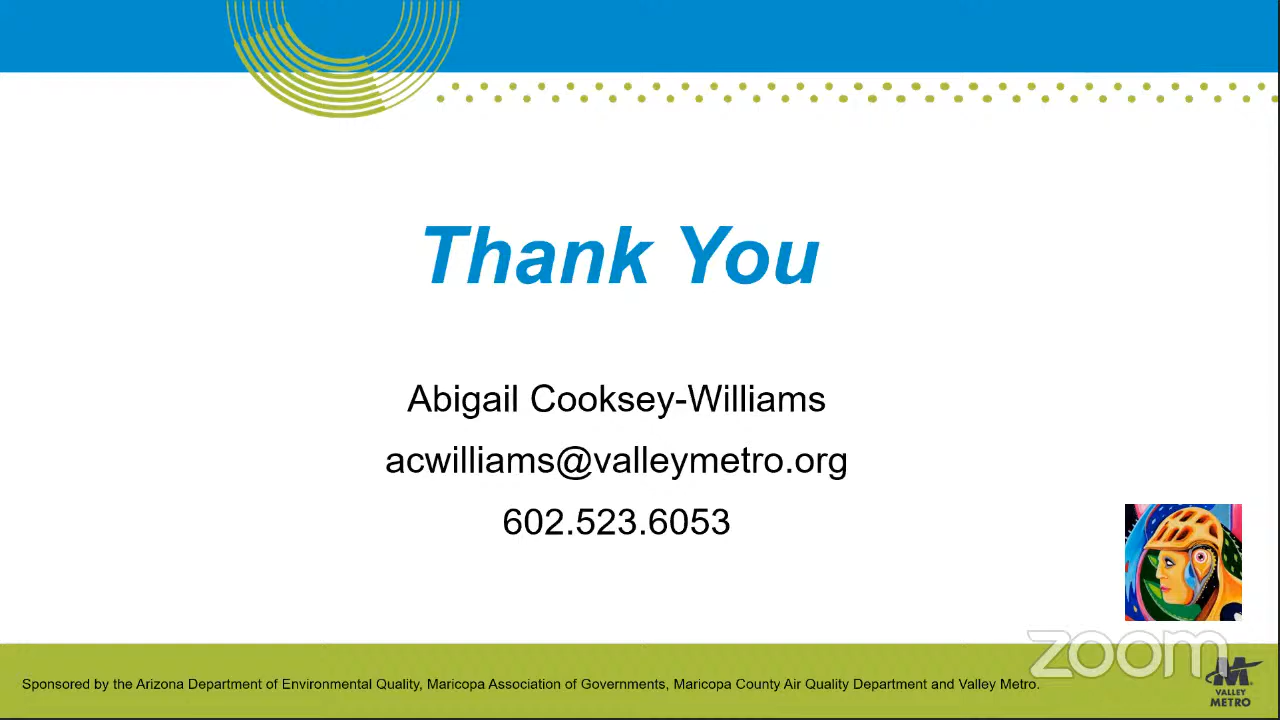 Thank You
Abigail Cooksey-Williams
acwilliams@valleymetro.org
602.523.6053
zoom
Sponsored by the Arizona Department of Environmental Quality, Maricopa Association of Governments, Maricopa County Air Quality Department and Valley Metro.
VALLEY
METRO